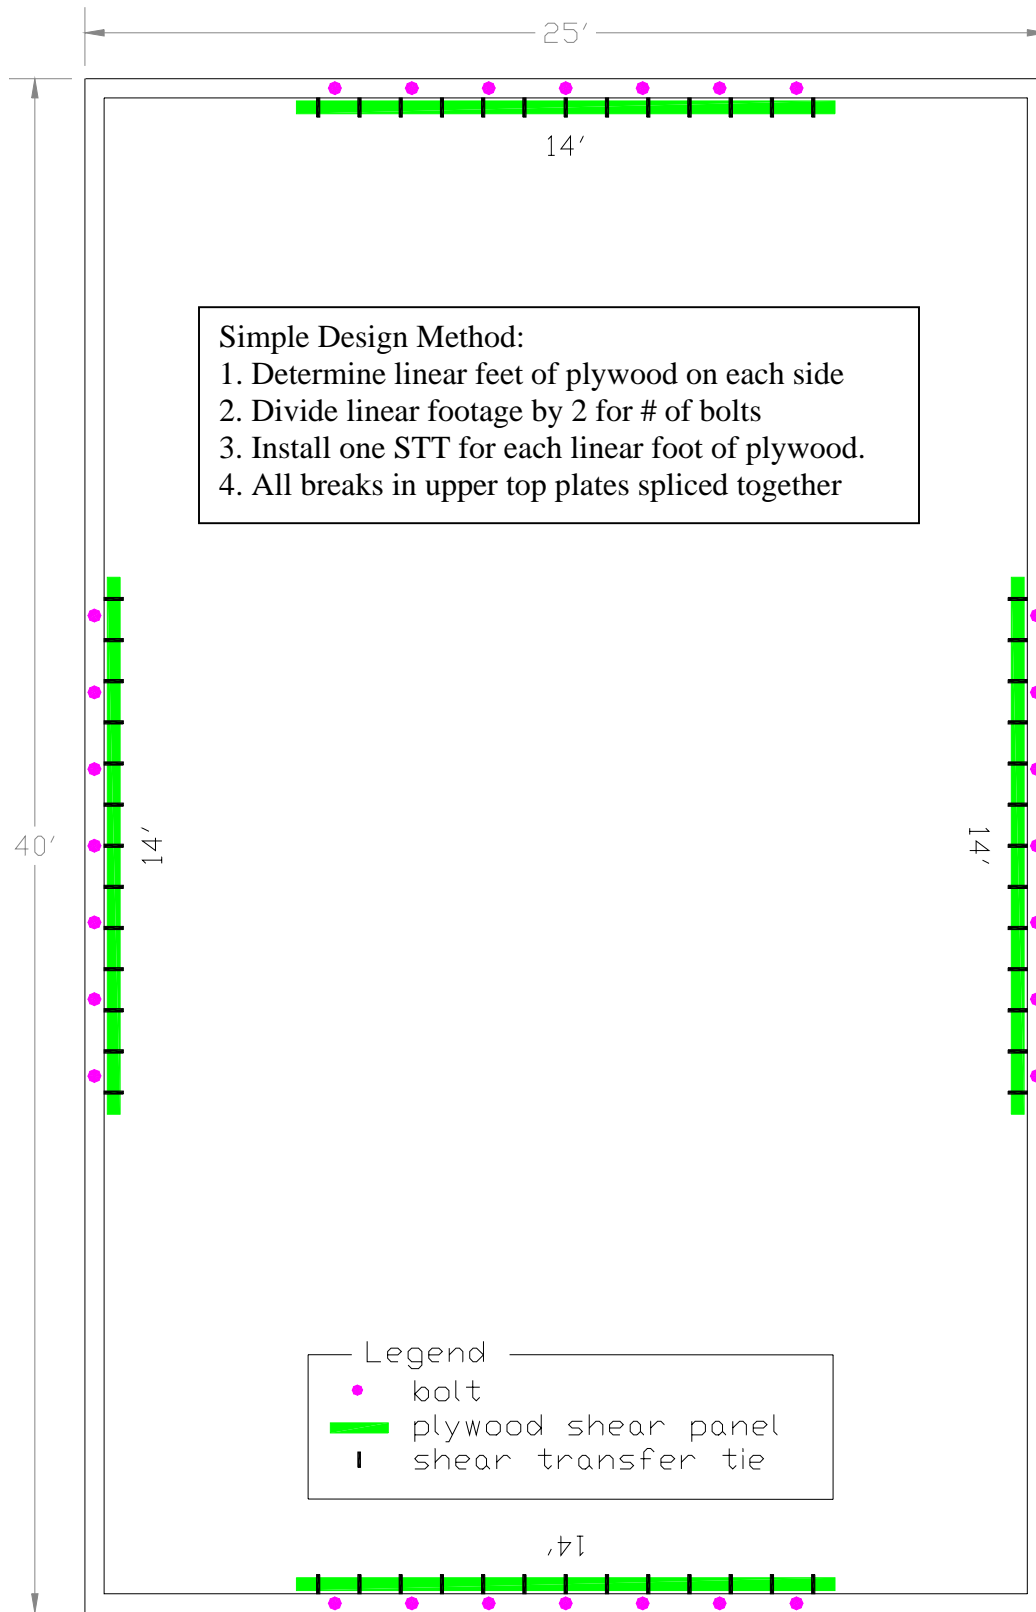 25'
14'
Simple Design Method:
1. Determine linear feet of plywood on each side
2. Divide linear footage by 2 for # of bolts
3. Install one STT for each linear foot of plywood.
4. All breaks in upper top plates spliced together
40'
14'
14'
Legend
bolt
plywood shear panel
shear transfer tie
14'